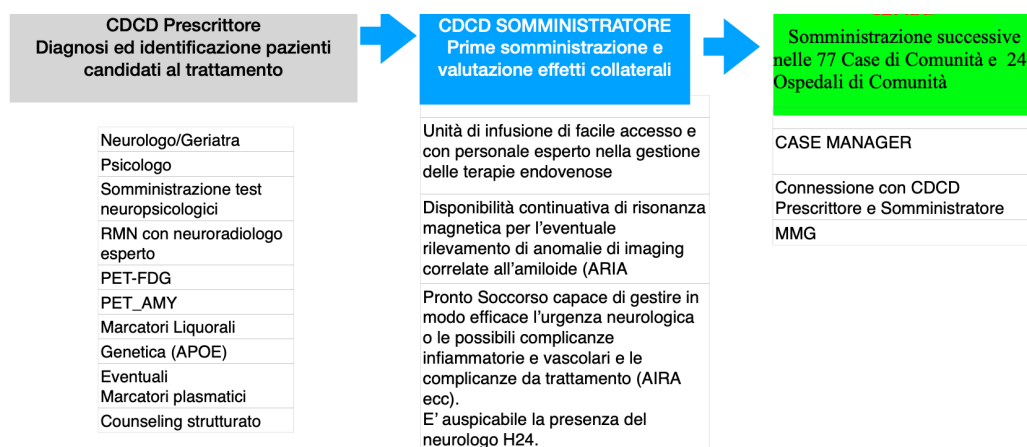 CDCD Prescrittore
Diagnosi ed identificazione pazienti
candidati al trattamento
Neurologo/Geriatra
Psicologo
Somministrazione test
neuropsicologici
RMN con neuroradiologo
esperto
PET-FDG
PET_AMY
Marcatori Liquorali
Genetica (APOE)
Eventuali
Marcatori plasmatici
Counseling strutturato
CDCD SOMMINISTRATORE
Prime somministrazione e
valutazione effetti collaterali
Unità di infusione di facile accesso e
con personale esperto nella gestione
delle terapie endovenose
Disponibilità continuativa di risonanza
magnetica per l'eventuale
rilevamento di anomalie di imaging
correlate all'amiloide (ARIA
Pronto Soccorso capace di gestire in
modo efficace l'urgenza neurologica
o le possibili complicanze
infiammatorie e vascolari e le
complicanze da trattamento (AIRA
ecc).
E' auspicabile la presenza del
neurologo H24.
Somministrazione successive
nelle 77 Case di Comunità e 24
Ospedali di Comunità
CASE MANAGER
Connessione con CDCD
Prescrittore e Somministratore
MMG